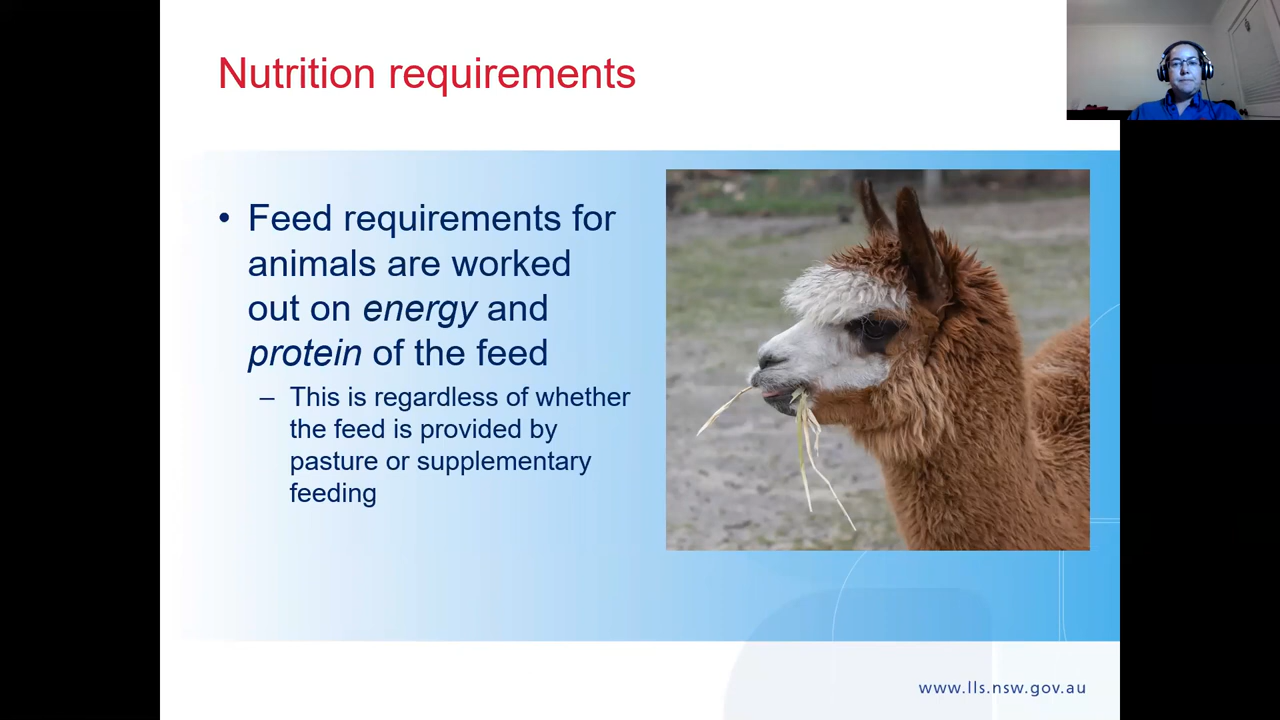 Nutrition requirements
• Feed requirements for
animals are worked
out on energy and
protein of the feed
– This is regardless of whether
the feed is provided by
pasture or supplementary
feeding
www.lls.nsw.gov.au